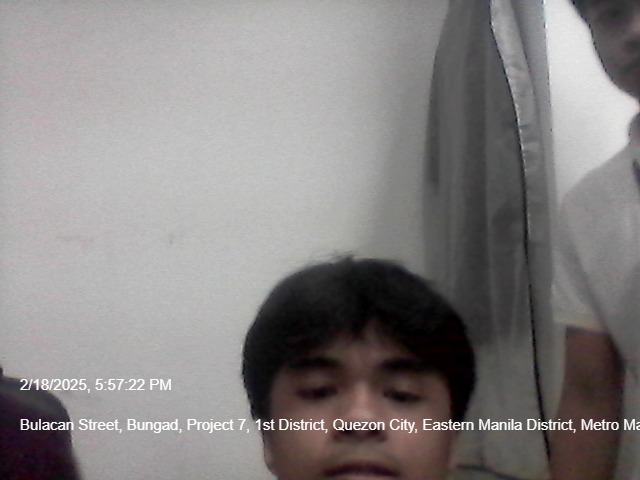 2/18/2025, 5:57:22 PM
Bulacan Street, Bungad, Project 7, 1st District, Quezon City, Eastern Manila District, Metro Ma